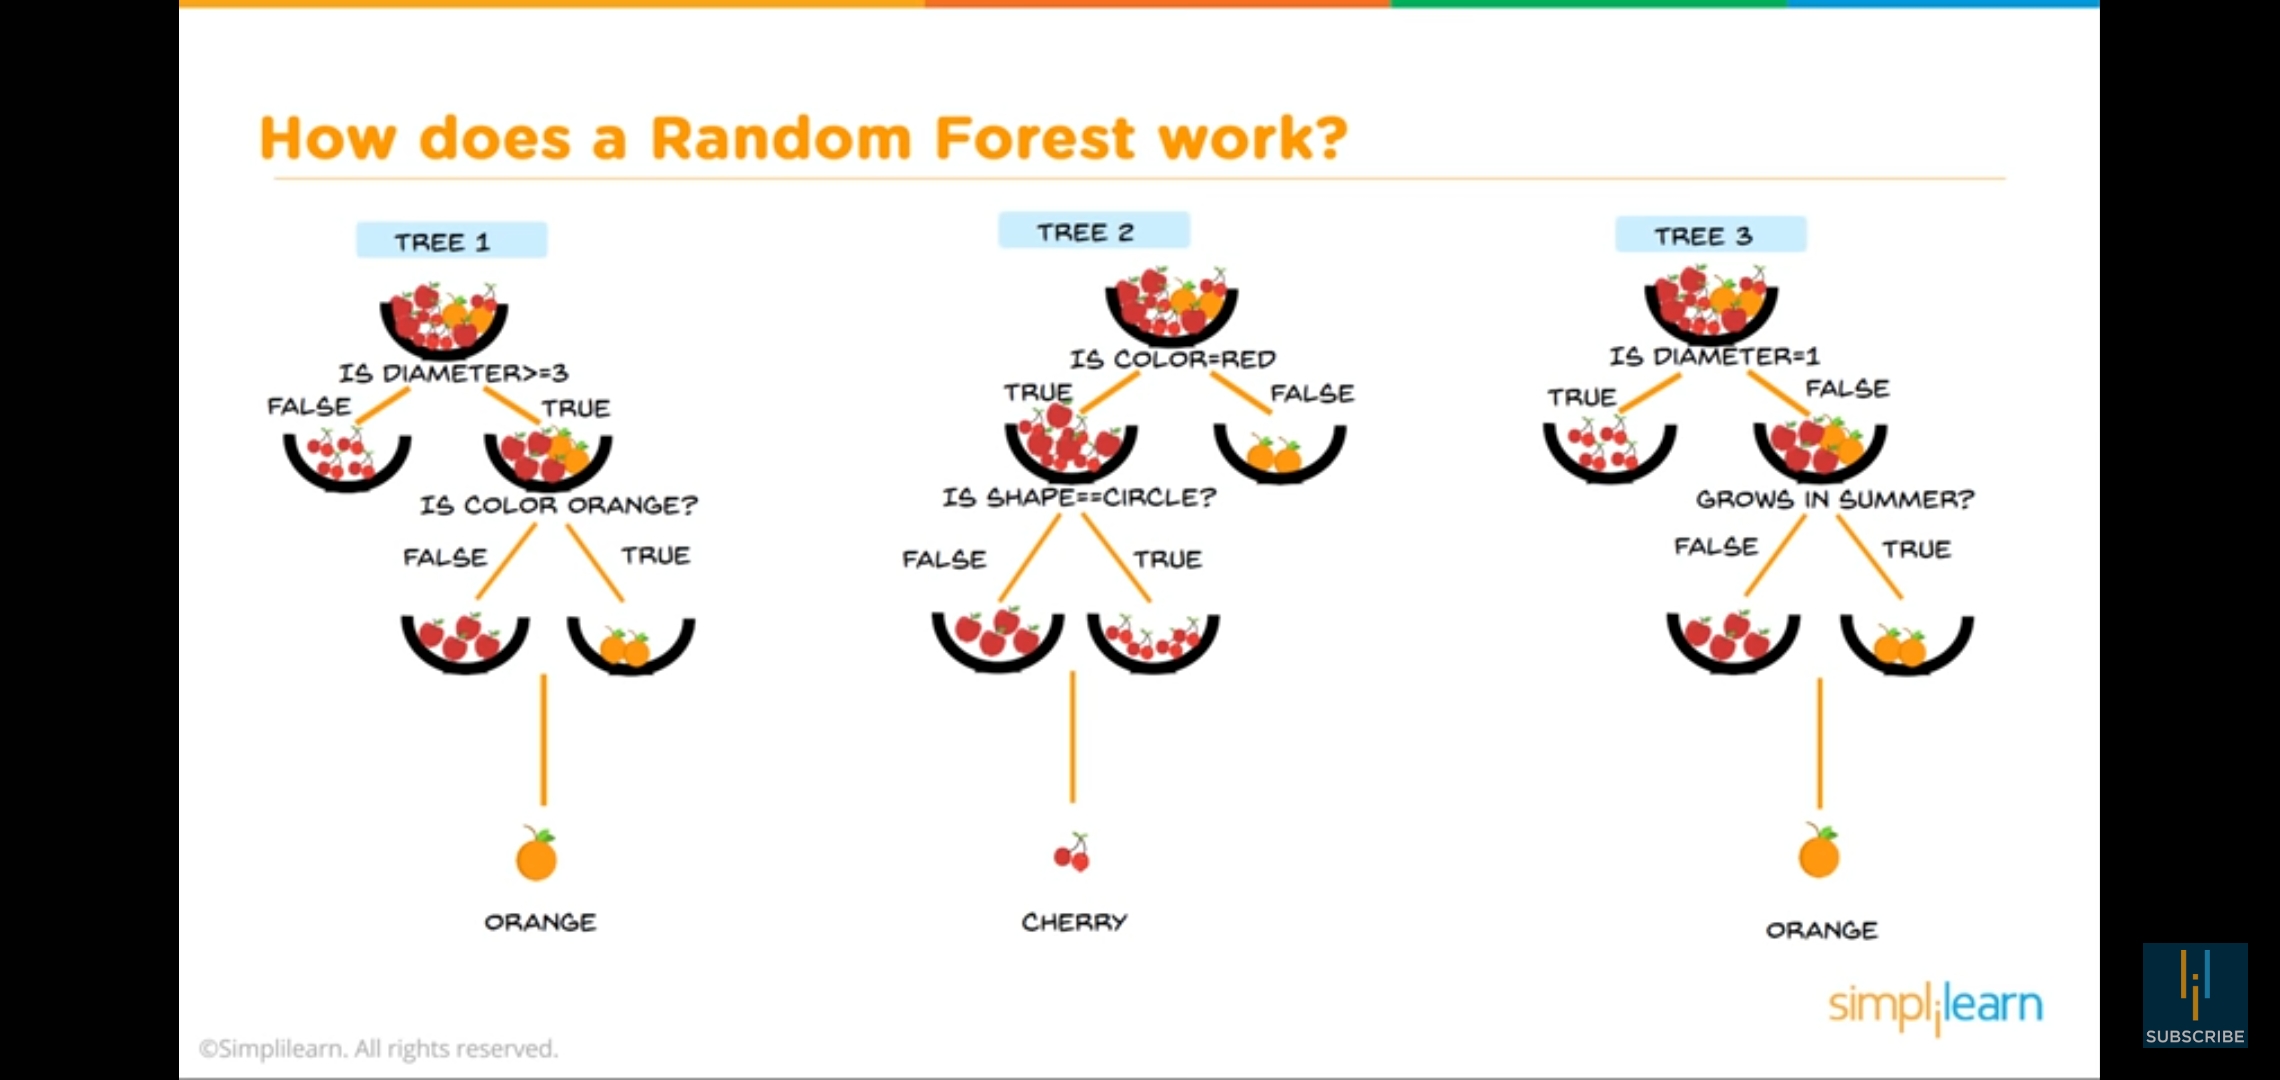 How does a Random Forest work?
TREE 1
IS DIAMETER>=3
FALSE
TRUE
IS COLOR ORANGE?
FALSE
TRUE
ORANGE
TREE 2
IS COLOR=RED
TRUE
FALSE
IS SHAPE==CIRCLE?
FALSE
TRUE
CHERRY
TREE 3
IS DIAMETER=1
TRUE
FALSE
GROWS IN SUMMER?
FALSE
TRUE
ORANGE
simplilearn
©Simplilearn. All rights reserved.
SUBSCRIBE